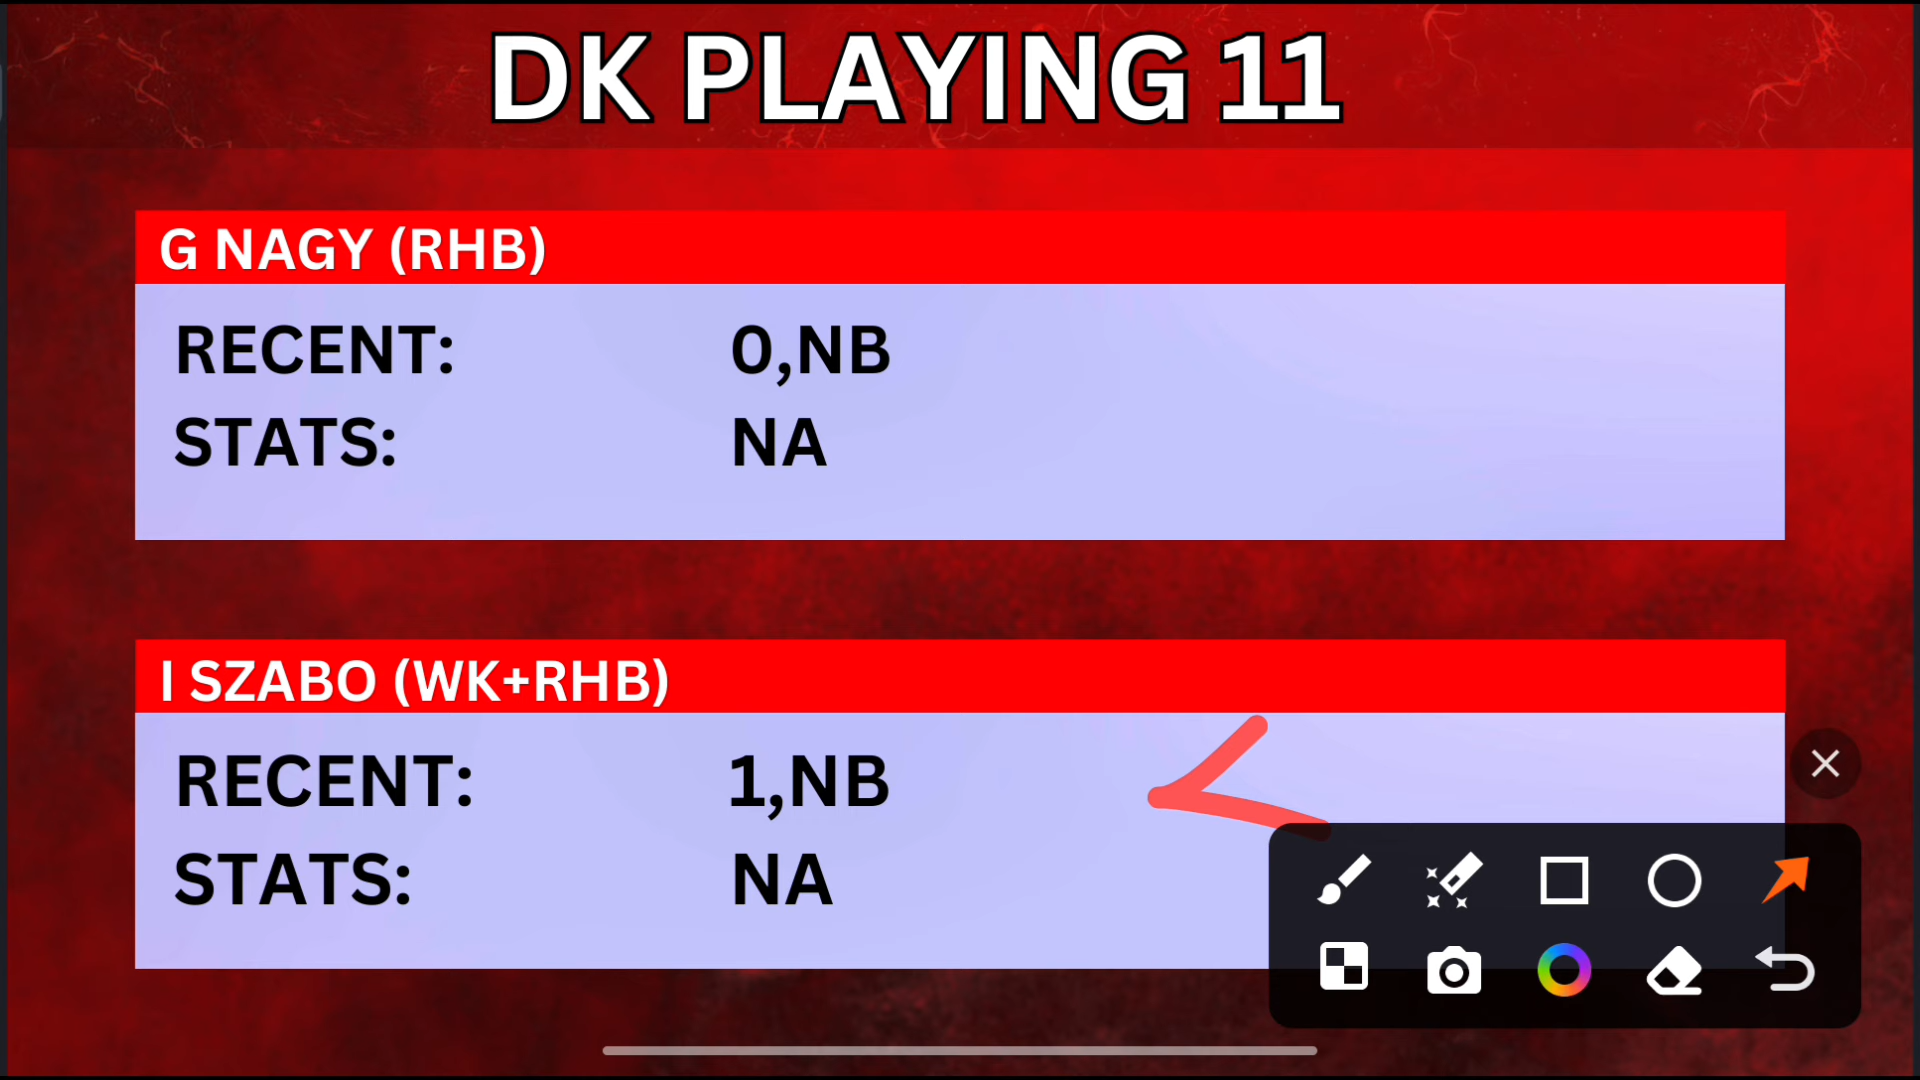 DK PLAYING 11
G NAGY (RHB)
RECENT: 0,NB
STATS: NA
I SZABO (WK+RHB)
RECENT: 1,NB
STATS: NA